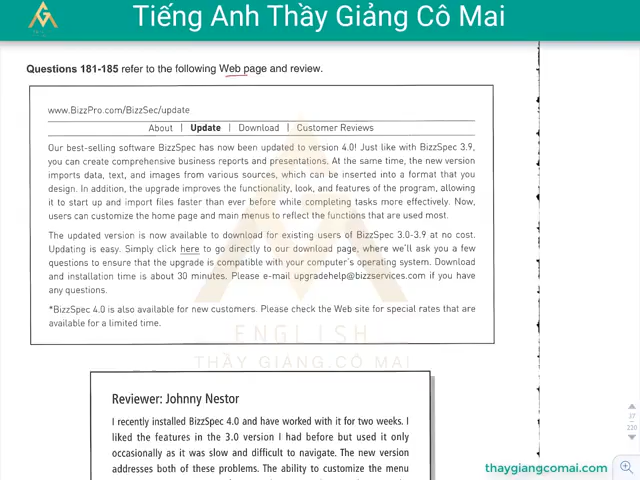 Tiếng Anh Thầy Giảng Cô Mai
Questions 181-185 refer to the following Web page and review.
www.BizzPro.com/BizzSec/update
About | Update | Download | Customer Reviews
Our best-selling software BizzSpec has now been updated to version 4.0! Just like with BizzSpec 3.9,
you can create comprehensive business reports and presentations. At the same time, the new version
imports data, text, and images from various sources, which can be inserted into a format that you
design. In addition, the upgrade improves the functionality, look, and features of the program, allowing
it to start up and import files faster than ever before while completing tasks more effectively. Now,
users can customize the home page and main menus to reflect the functions that are used most.
The updated version is now available to download for existing users of BizzSpec 3.0-3.9 at no cost.
Updating is easy. Simply click here to go directly to our download page, where we'll ask you a few
questions to ensure that the upgrade is compatible with your computer's operating system. Download
and installation time is about 30 minutes. Please e-mail upgradehelp@bizzservices.com if you have
any questions.
*BizzSpec 4.0 is also available for new customers. Please check the Web site for special rates that are
available for a limited time.
ENGLISH
THẦY GIẢNG.CÔ MAI
Reviewer: Johnny Nestor
I recently installed BizzSpec 4.0 and have worked with it for two weeks. I
liked the features in the 3.0 version I had before but used it only
occasionally as it was slow and difficult to navigate. The new version
addresses both of these problems. The ability to customize the menu
37
220
thaygiangcomai.com